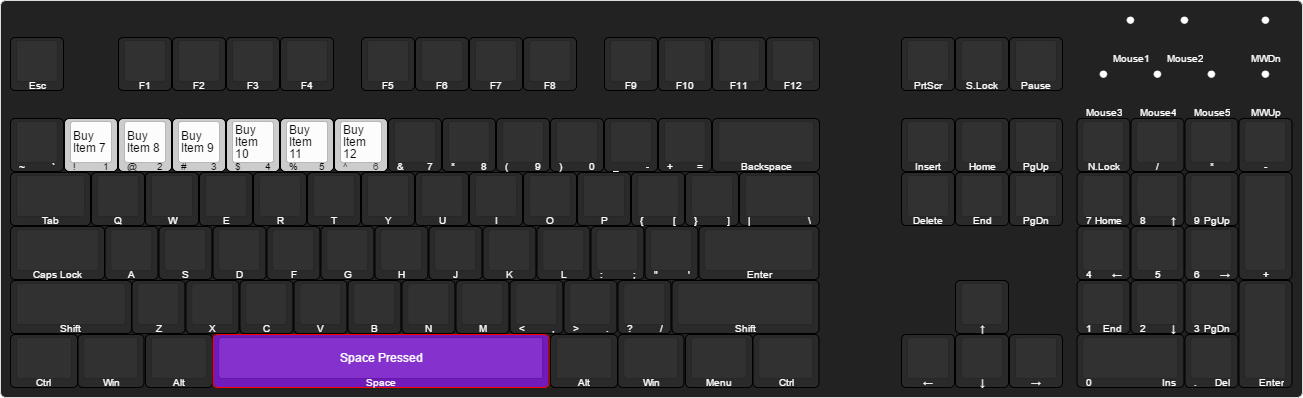 Mouse1 Mouse2 MWDn
Esc F1 F2 F3 F4 F5 F6 F7 F8 F9 F10 F11 F12 PrtScr S.Lock Pause
Mouse3 Mouse4 Mouse5 MWUp
Buy Item 7 Buy Item 8 Buy Item 9 Buy Item 10 Buy Item 11 Buy Item 12
~ ` ! 1 @ 2 # 3 $ 4 % 5 ^ 6 & 7 * 8 ( 9 ) 0 _ - + = Backspace Insert Home PgUp N.Lock / * -
Tab Q W E R T Y U I O P { [ } ] | \ Delete End PgDn 7 Home 8 ↑ 9 PgUp
Caps Lock A S D F G H J K L : ; " ' Enter 4 ← 5 6 → +
Shift Z X C V B N M < , > . ? / Shift ↑ 1 End 2 ↓ 3 PgDn
Space Pressed
Ctrl Win Alt Space Alt Win Menu Ctrl ← ↓ → 0 Ins . Del Enter